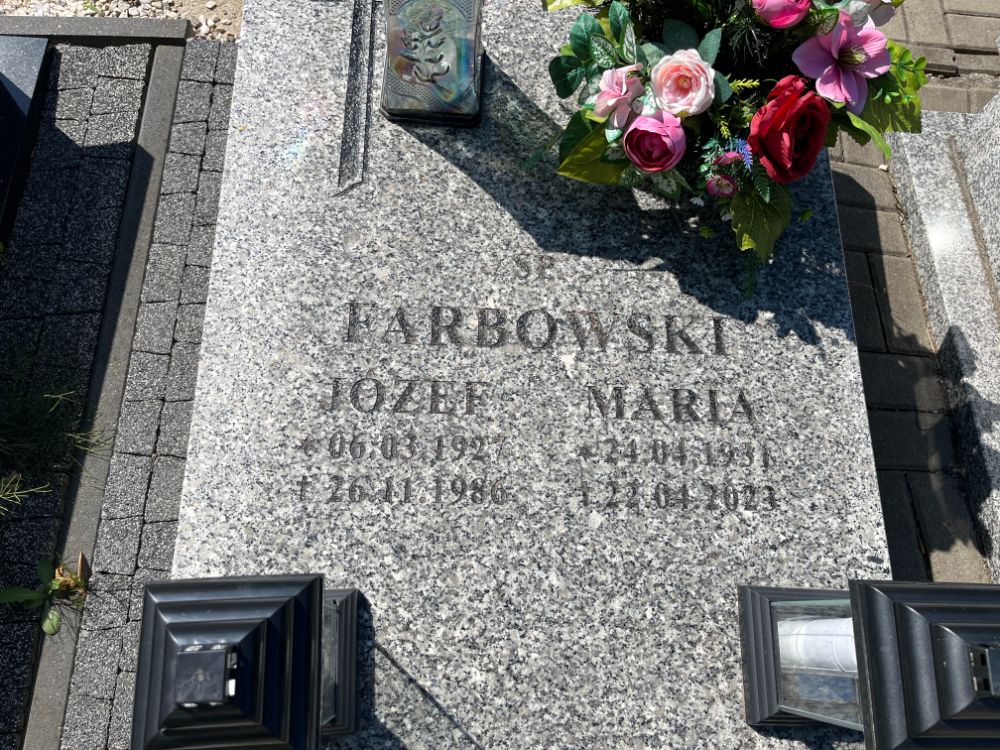 ŚP.
FARBOWSKI
JÓZEF MARIA
* 06.03.1927 * 24.04.1931
† 26.11.1986 † 22.04.2023